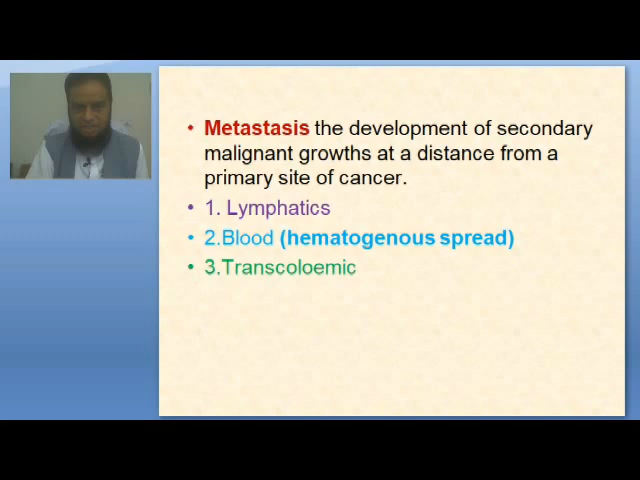 • Metastasis the development of secondary
malignant growths at a distance from a
primary site of cancer.
• 1. Lymphatics
• 2.Blood (hematogenous spread)
• 3.Transcoloemic